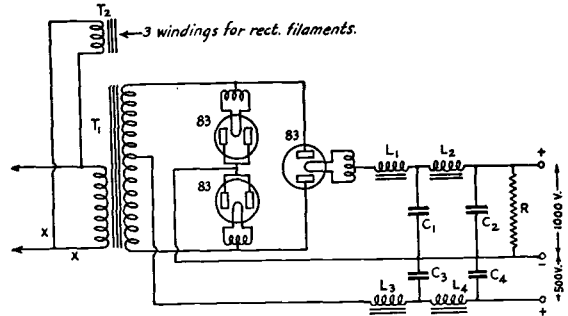 T2
3 windings for rect. filaments.
T1
83
83
83
L1
L2
+
C1
C2
R
1000 V.
X
X
-
C3
C4
500V.
L3
L4
+